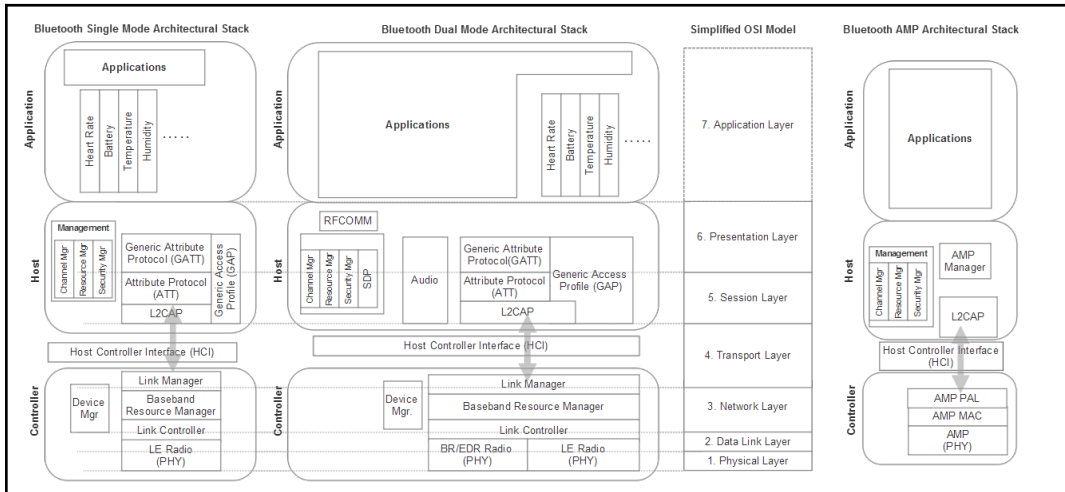 Bluetooth Single Mode Architectural Stack
Bluetooth Dual Mode Architectural Stack
Simplified OSI Model
Bluetooth AMP Architectural Stack
Application
Applications
Heart Rate
Battery
Temperature
Humidity
.....
Host
Management
Channel Mgr
Resource Mgr
Security Mgr
Generic Attribute
Protocol (GATT)
Attribute Protocol
(ATT)
L2CAP
Generic Access
Profile (GAP)
Host Controller Interface (HCI)
Controller
Device
Mgr
Link Manager
Baseband
Resource Manager
Link Controller
LE Radio
(PHY)
Application
Applications
Heart Rate
Battery
Temperature
Humidity
.....
Host
RFCOMM
Channel Mgr
Resource Mgr
Security Mgr
SDP
Audio
Generic Attribute
Protocol(GATT)
Attribute Protocol
(ATT)
L2CAP
Generic Access
Profile (GAP)
Host Controller Interface (HCI)
Controller
Device
Mgr.
Link Manager
Baseband Resource Manager
Link Controller
BR/EDR Radio
(PHY)
LE Radio
(PHY)
7. Application Layer
6. Presentation Layer
5. Session Layer
4. Transport Layer
3. Network Layer
2. Data Link Layer
1. Physical Layer
Application
Applications
Host
Management
Channel Mgr
Resource Mgr
Security Mgr
AMP
Manager
L2CAP
Host Controller Interface
(HCI)
Controller
AMP PAL
AMP MAC
AMP
(PHY)